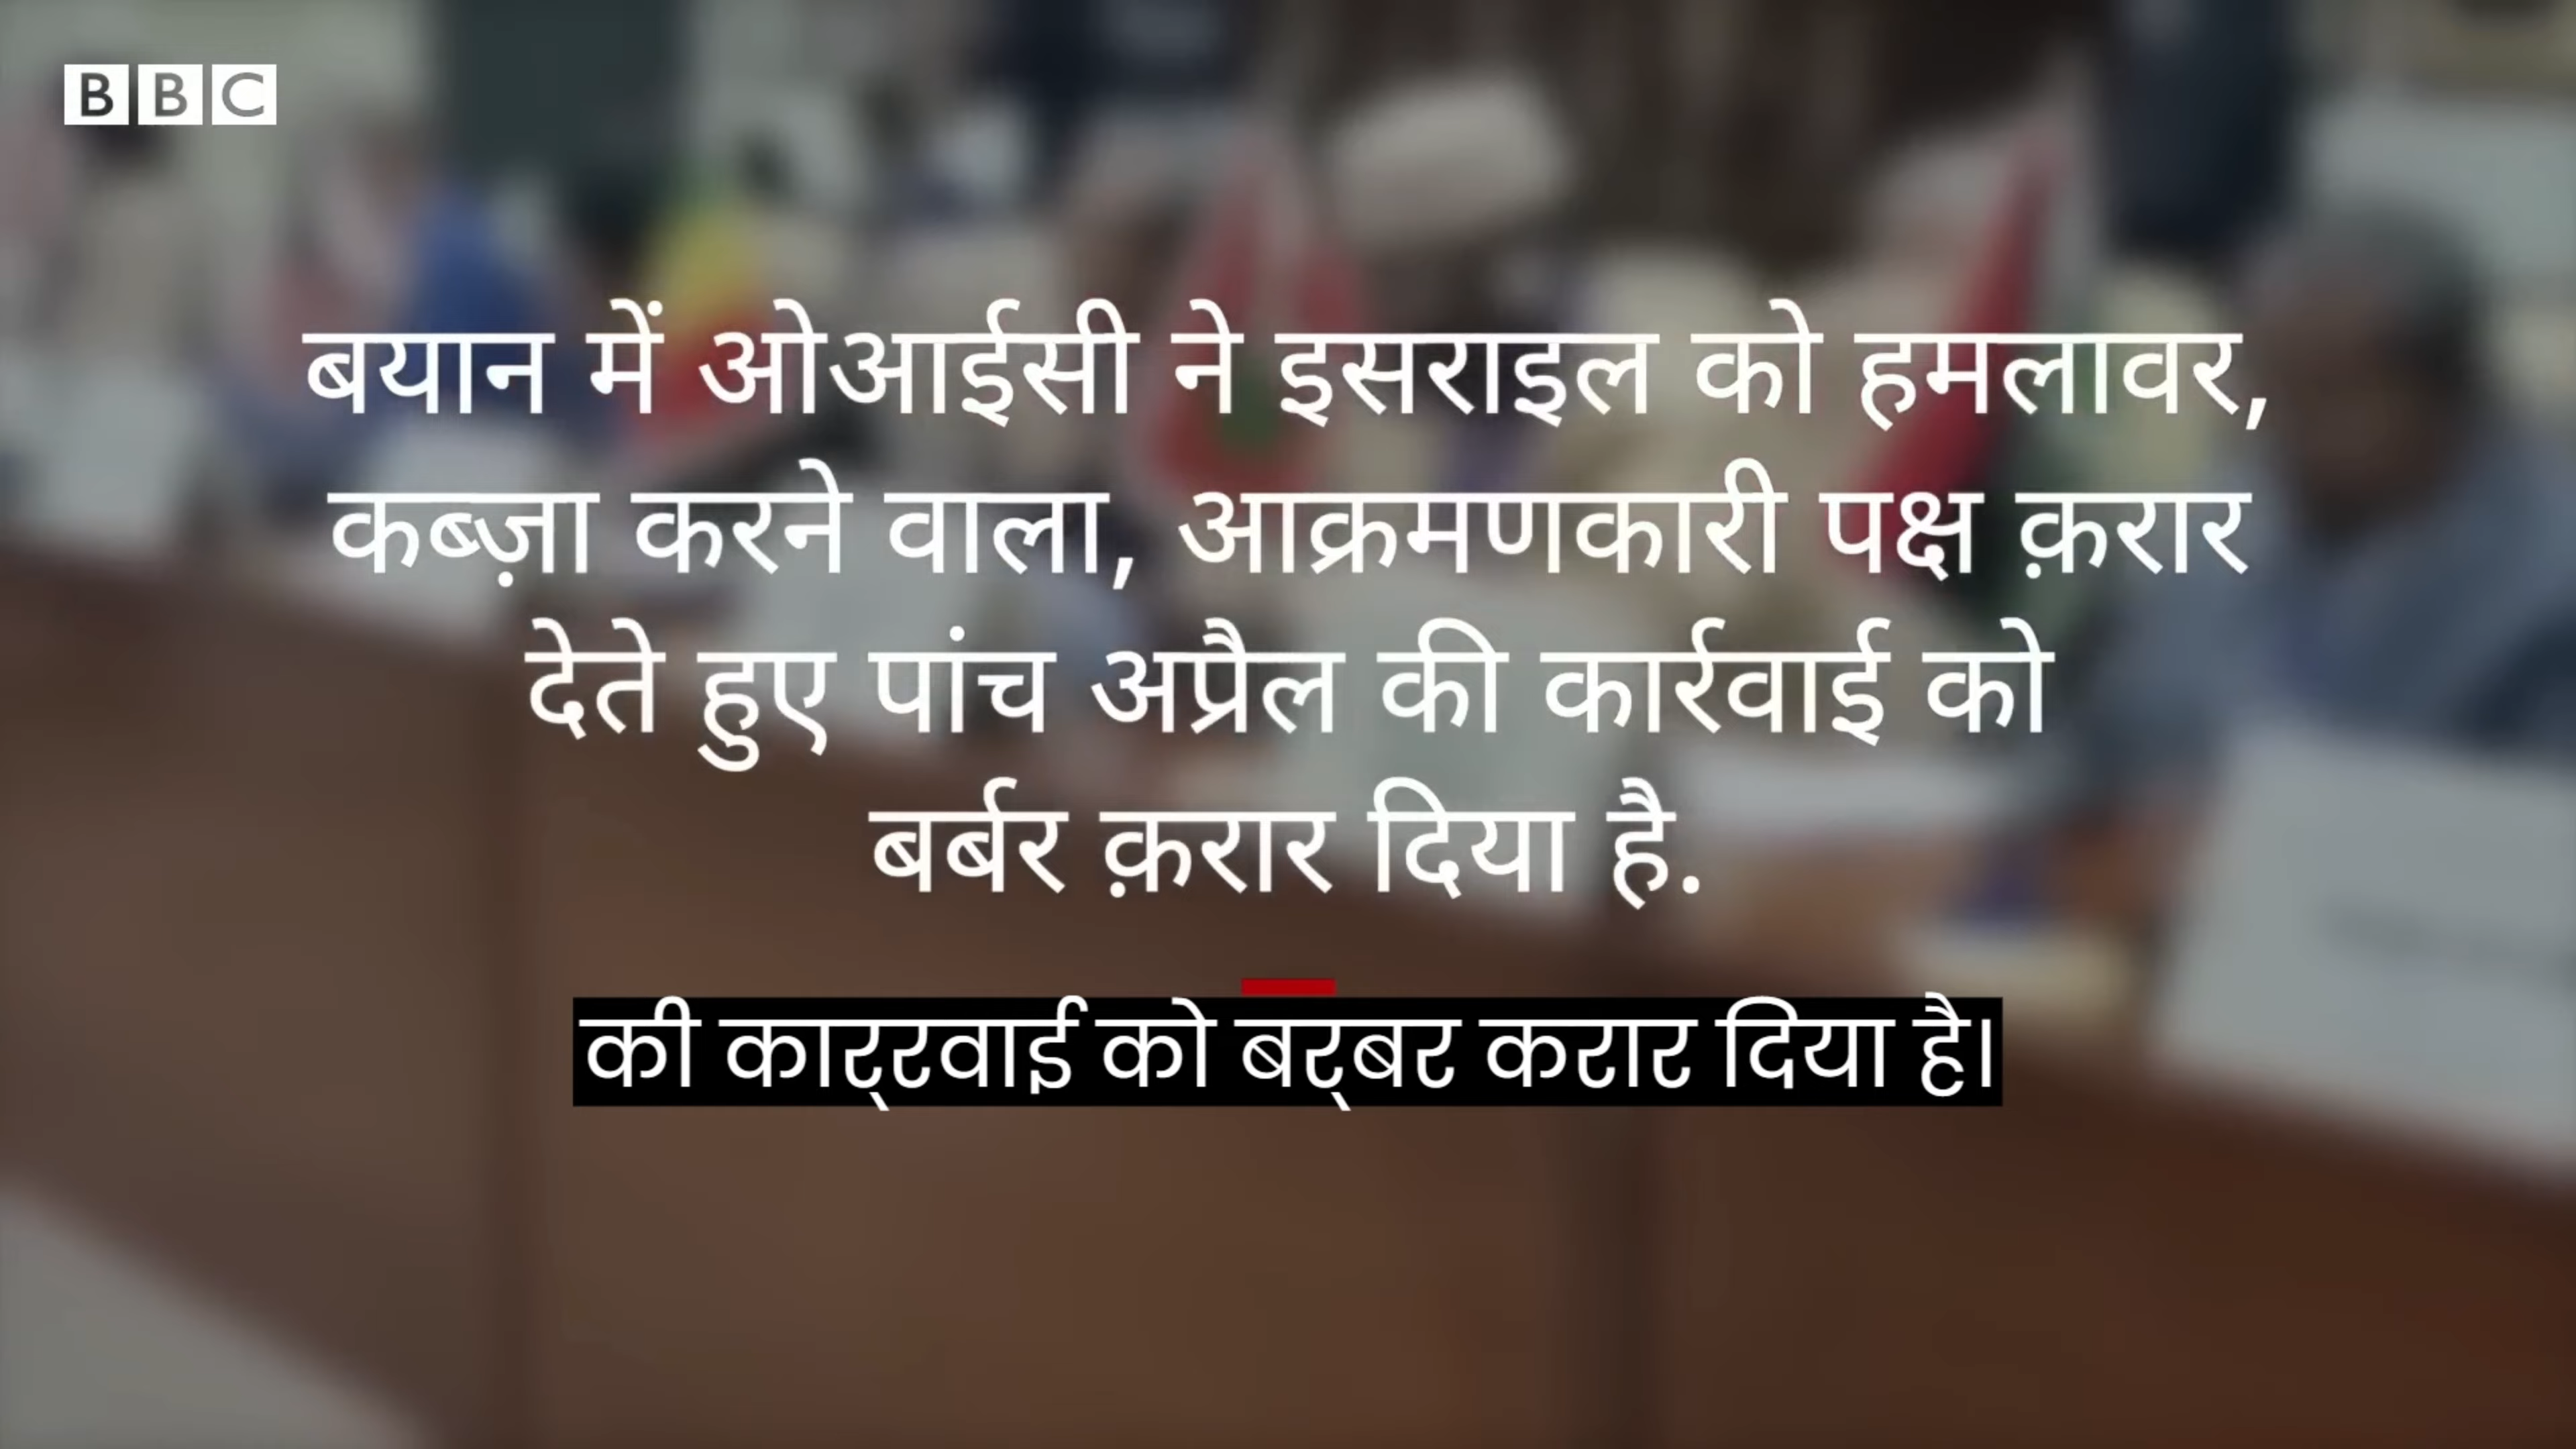 BBC
बयान में ओआईसी ने इसराइल को हमलावर,
कब्ज़ा करने वाला, आक्रमणकारी पक्ष क़रार
देते हुए पांच अप्रैल की कार्रवाई को
बर्बर क़रार दिया है.
की कार्‌रवाई को बर्‌बर करार दिया है।